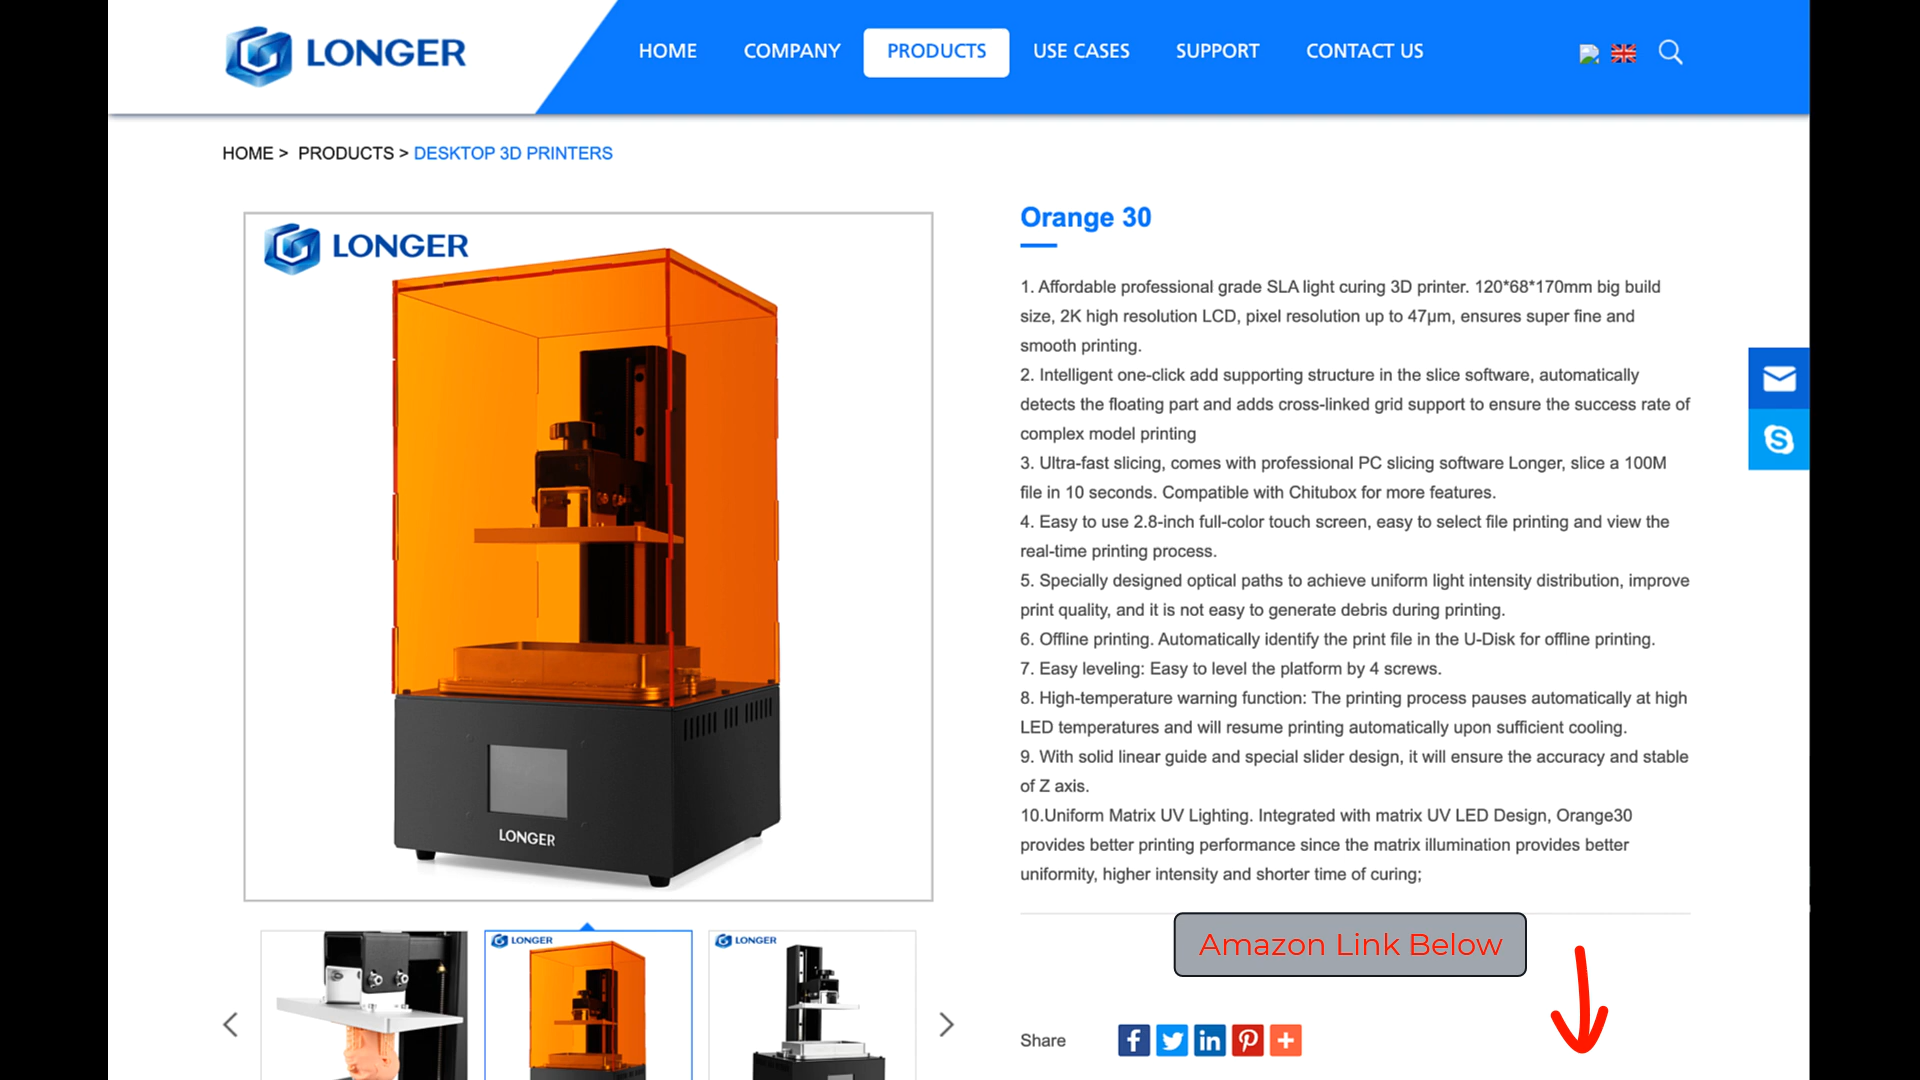 LONGER
HOME COMPANY PRODUCTS USE CASES SUPPORT CONTACT US
HOME > PRODUCTS > DESKTOP 3D PRINTERS
LONGER
LONGER
Orange 30
1. Affordable professional grade SLA light curing 3D printer. 120*68*170mm big build
size, 2K high resolution LCD, pixel resolution up to 47μm, ensures super fine and
smooth printing.
2. Intelligent one-click add supporting structure in the slice software, automatically
detects the floating part and adds cross-linked grid support to ensure the success rate of
complex model printing
3. Ultra-fast slicing, comes with professional PC slicing software Longer, slice a 100M
file in 10 seconds. Compatible with Chitubox for more features.
4. Easy to use 2.8-inch full-color touch screen, easy to select file printing and view the
real-time printing process.
5. Specially designed optical paths to achieve uniform light intensity distribution, improve
print quality, and it is not easy to generate debris during printing.
6. Offline printing. Automatically identify the print file in the U-Disk for offline printing.
7. Easy leveling: Easy to level the platform by 4 screws.
8. High-temperature warning function: The printing process pauses automatically at high
LED temperatures and will resume printing automatically upon sufficient cooling.
9. With solid linear guide and special slider design, it will ensure the accuracy and stable
of Z axis.
10.Uniform Matrix UV Lighting. Integrated with matrix UV LED Design, Orange30
provides better printing performance since the matrix illumination provides better
uniformity, higher intensity and shorter time of curing;
LONGER
LONGER
Amazon Link Below
Share